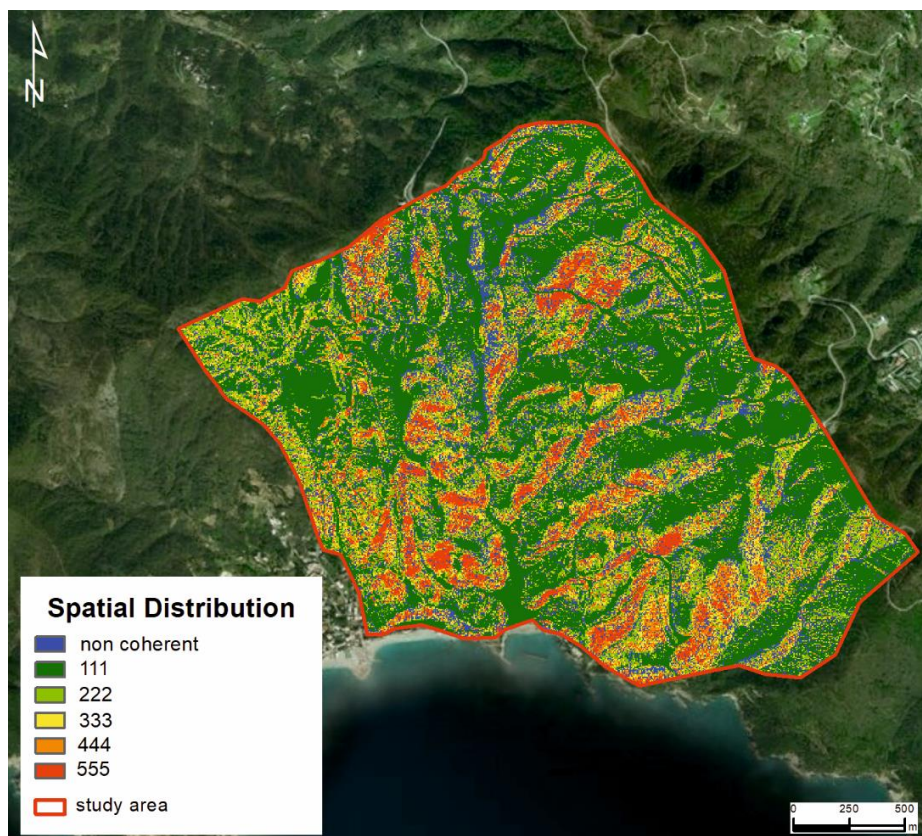 N
Spatial Distribution
non coherent
111
222
333
444
555
study area
0 250 500
m